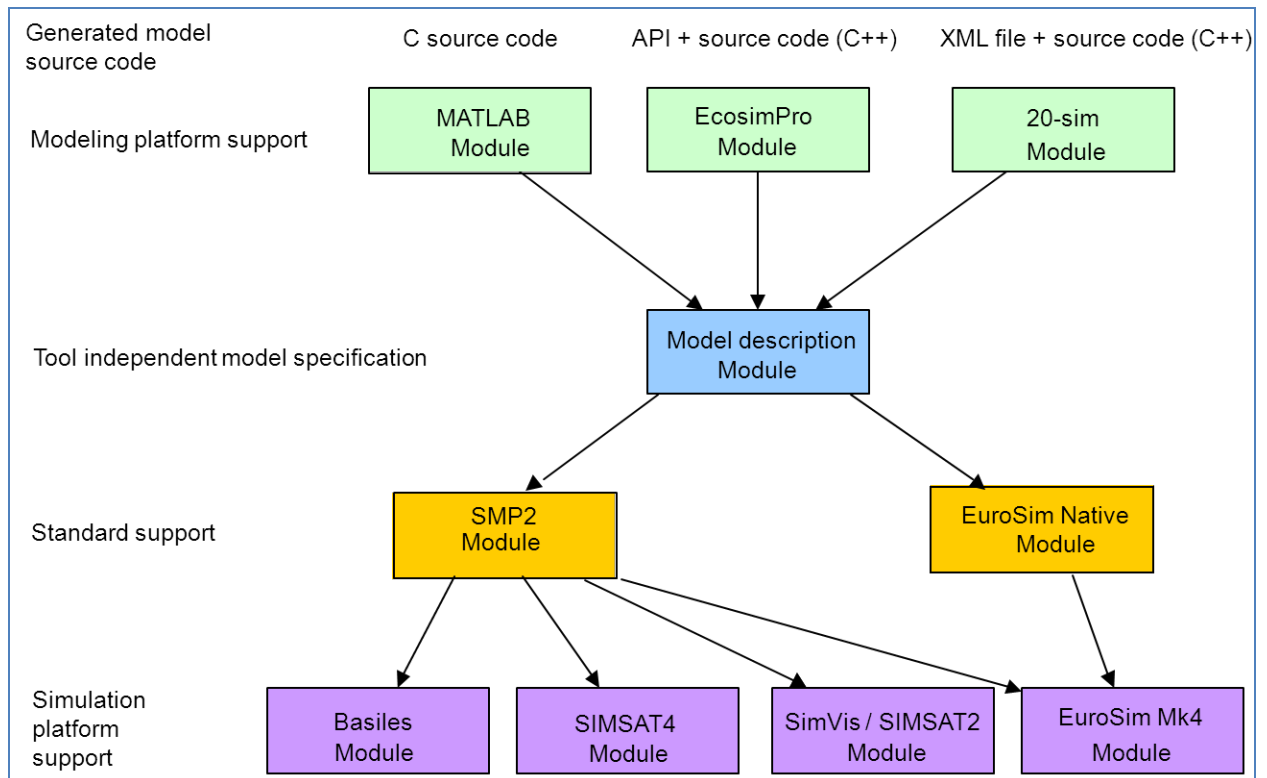 Generated model
source code
C source code
API + source code (C++)
XML file + source code (C++)
Modeling platform support
MATLAB
Module
EcosimPro
Module
20-sim
Module
Tool independent model specification
Model description
Module
Standard support
SMP2
Module
EuroSim Native
Module
Simulation
platform
support
Basiles
Module
SIMSAT4
Module
SimVis / SIMSAT2
Module
EuroSim Mk4
Module